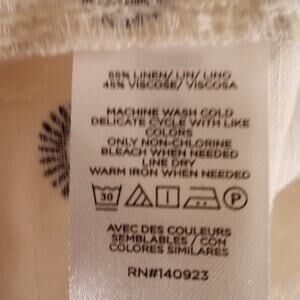 55% LINEN/ LIN/ LINO
45% VISCOSE/ VISCOSA
MACHINE WASH COLD
DELICATE CYCLE WITH LIKE
COLORS
ONLY NON-CHLORINE
BLEACH WHEN NEEDED
LINE DRY
WARM IRON WHEN NEEDED
30 P
AVEC DES COULEURS
SEMBLABLES / CON
COLORES SIMILARES
RN#140923